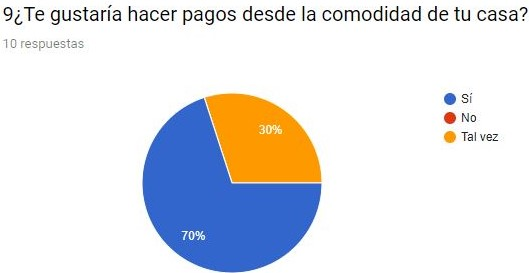 9¿Te gustaría hacer pagos desde la comodidad de tu casa?
10 respuestas
Sí
No
Tal vez
30%
70%